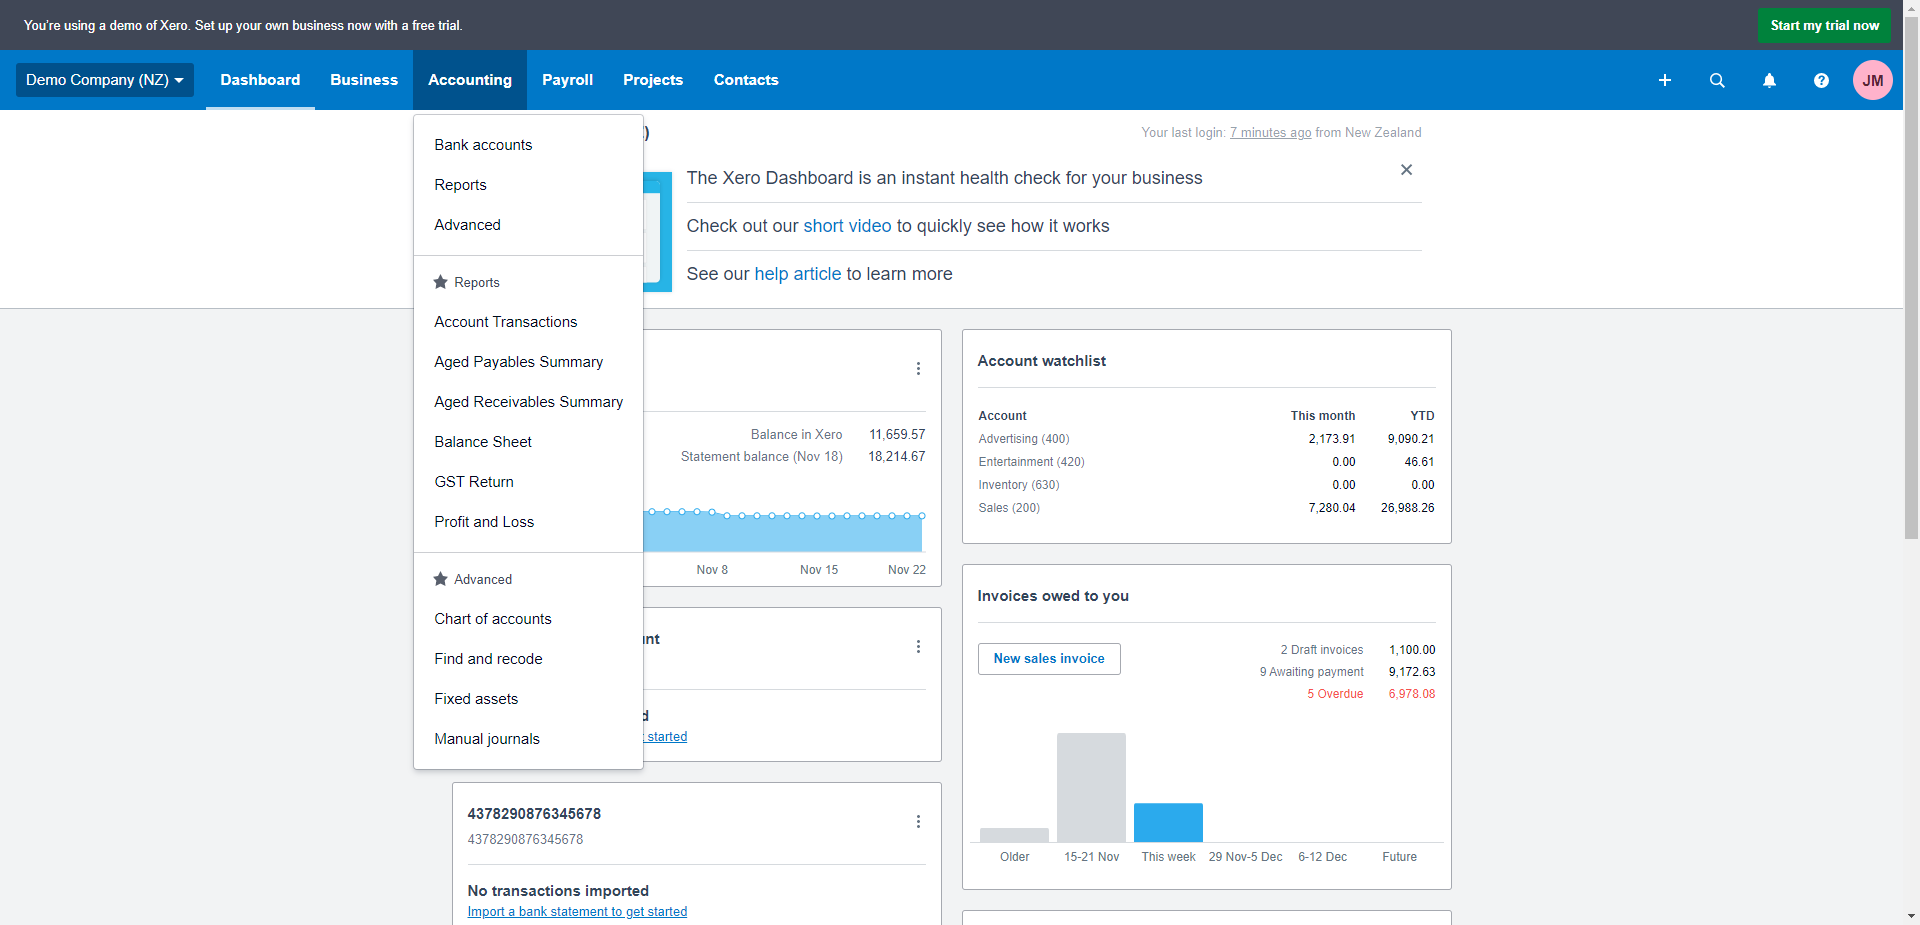 You're using a demo of Xero. Set up your own business now with a free trial.
Start my trial now
Demo Company (NZ)
Dashboard
Business
Accounting
Payroll
Projects
Contacts
JM
Bank accounts
Reports
Advanced
Reports
Account Transactions
Aged Payables Summary
Aged Receivables Summary
Balance Sheet
GST Return
Profit and Loss
Advanced
Chart of accounts
Find and recode
Fixed assets
Manual journals
Your last login: 7 minutes ago from New Zealand
The Xero Dashboard is an instant health check for your business
Check out our short video to quickly see how it works
See our help article to learn more
Balance in Xero 11,659.57
Statement balance (Nov 18) 18,214.67
Nov 8 Nov 15 Nov 22
started
4378290876345678
4378290876345678
No transactions imported
Import a bank statement to get started
Account watchlist
Account This month YTD
Advertising (400) 2,173.91 9,090.21
Entertainment (420) 0.00 46.61
Inventory (630) 0.00 0.00
Sales (200) 7,280.04 26,988.26
Invoices owed to you
New sales invoice
2 Draft invoices 1,100.00
9 Awaiting payment 9,172.63
5 Overdue 6,978.08
Older 15-21 Nov This week 29 Nov-5 Dec 6-12 Dec Future